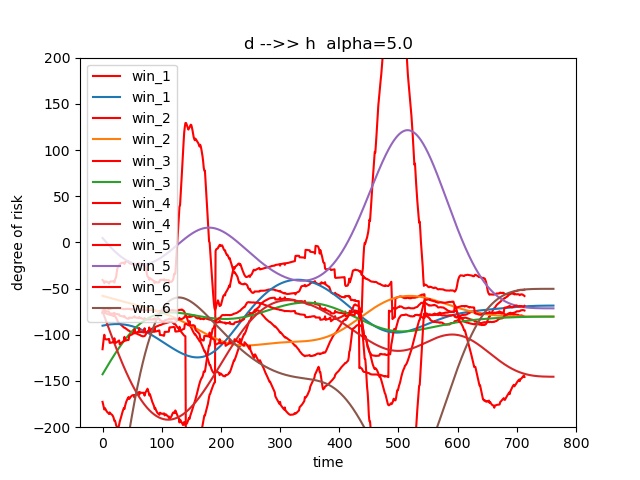 d -->> h alpha=5.0
200
150
100
50
0
−50
−100
−150
−200
degree of risk
win_1
win_1
win_2
win_2
win_3
win_3
win_4
win_4
win_5
win_5
win_6
win_6
0 100 200 300 400 500 600 700 800
time